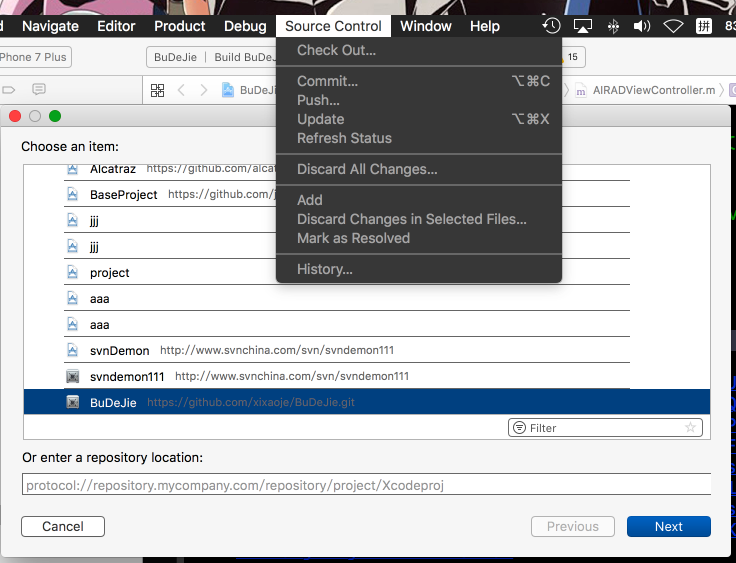 Navigate Editor Product Debug Source Control Window Help 拼
Phone 7 Plus BuDeJie | Build BuDeJ 15
BuDeJi m AIRADViewController.m
Check Out...
Commit... ⌥⌘C
Push...
Update ⌥⌘X
Refresh Status
Discard All Changes...
Add
Discard Changes in Selected Files...
Mark as Resolved
History...
Choose an item:
Alcatraz https://github.com/alcat
BaseProject https://github.com/j
jjj
jjj
project
aaa
aaa
svnDemon http://www.svnchina.com/svn/svndemon111
svndemon111 http://www.svnchina.com/svn/svndemon111
BuDeJie https://github.com/xixaoje/BuDeJie.git
Filter
Or enter a repository location:
protocol://repository.mycompany.com/repository/project/Xcodeproj
Cancel Previous Next